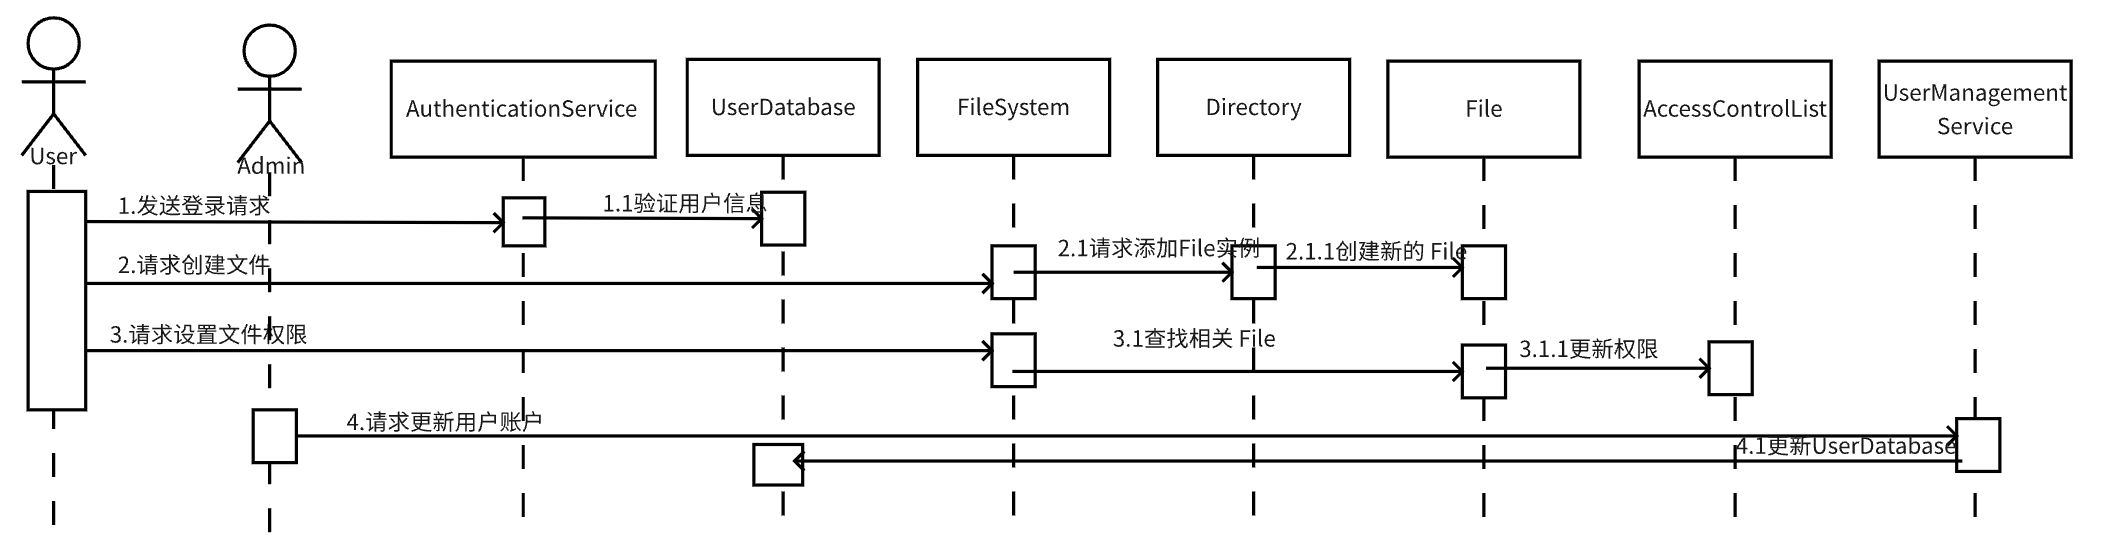 User
Admin
AuthenticationService
UserDatabase
FileSystem
Directory
File
AccessControlList
UserManagement
Service
1.发送登录请求
1.1验证用户信息
2.请求创建文件
2.1请求添加File实例
2.1.1创建新的 File
3.请求设置文件权限
3.1查找相关 File
3.1.1更新权限
4.请求更新用户账户
4.1更新UserDatabase